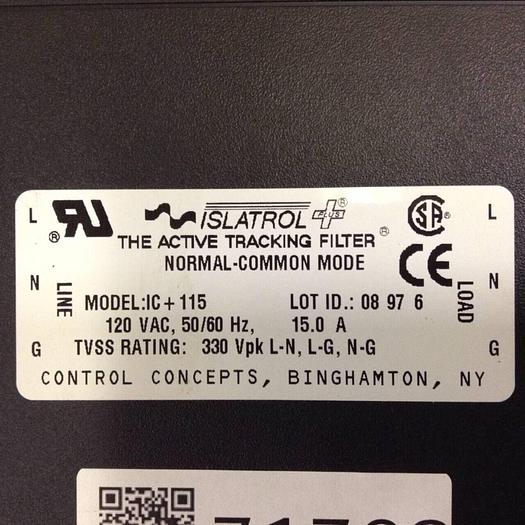 L ISLATROL PLUS ® L
® THE ACTIVE TRACKING FILTER ®
NORMAL-COMMON MODE
N LINE LOAD N
MODEL:IC+115 LOT ID.: 08 97 6
120 VAC, 50/60 Hz, 15.0 A
G TVSS RATING: 330 Vpk L-N, L-G, N-G G
CONTROL CONCEPTS, BINGHAMTON, NY